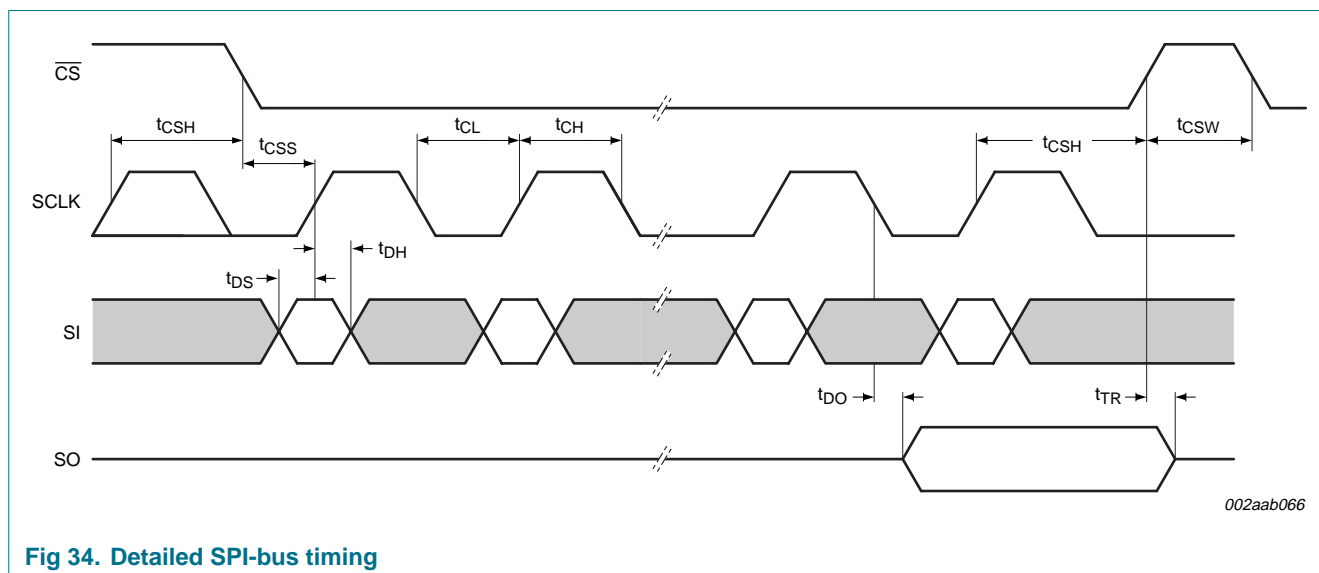 CS
tCSH
tCSS
tCL
tCH
tCSH
tCSW
SCLK
tDH
tDS
SI
tDO
tTR
SO
002aab066
Fig 34. Detailed SPI-bus timing